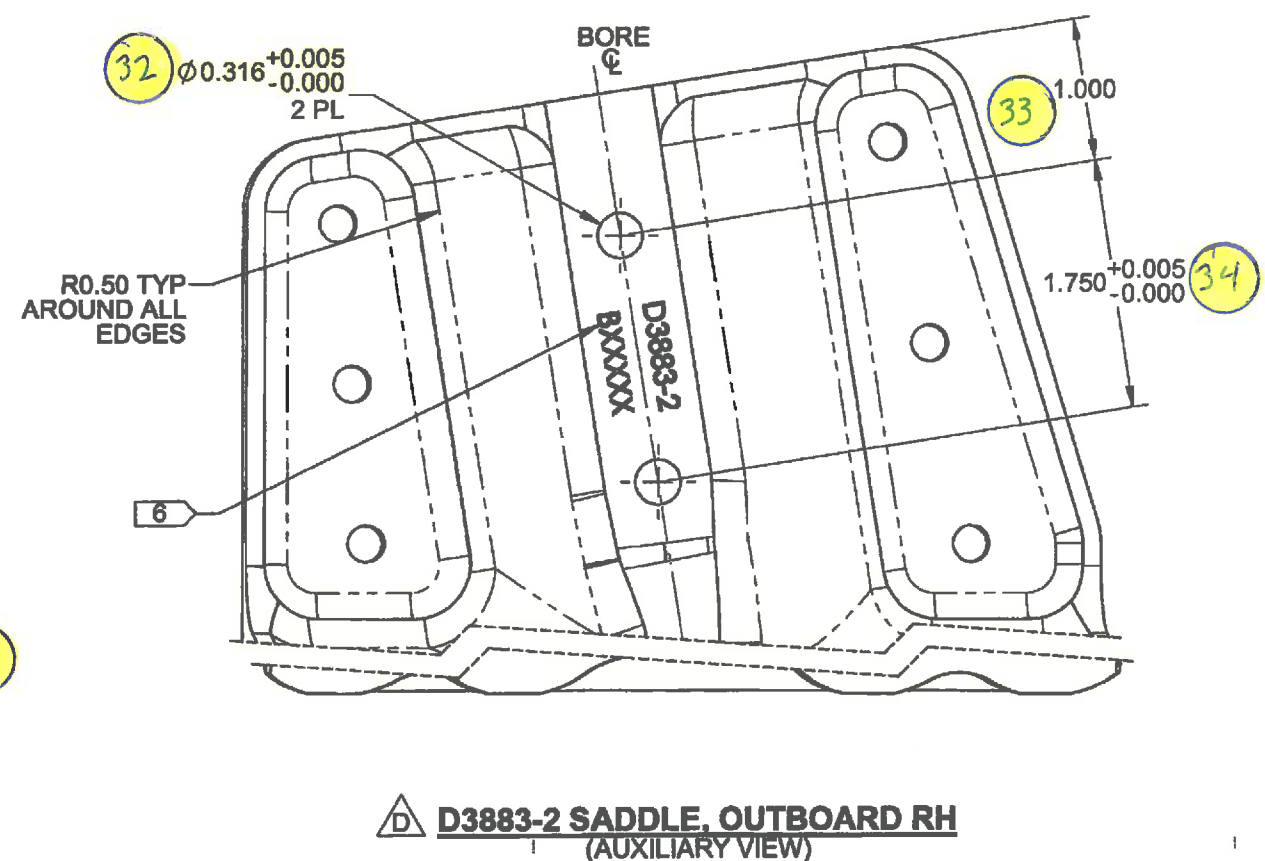 BORE
℄
32 Ø0.316 +0.005
-0.000
2 PL
33 1.000
1.750 +0.005
-0.000 34
R0.50 TYP
AROUND ALL
EDGES
D3883-2
BXXXXX
6
D D3883-2 SADDLE, OUTBOARD RH
(AUXILIARY VIEW)